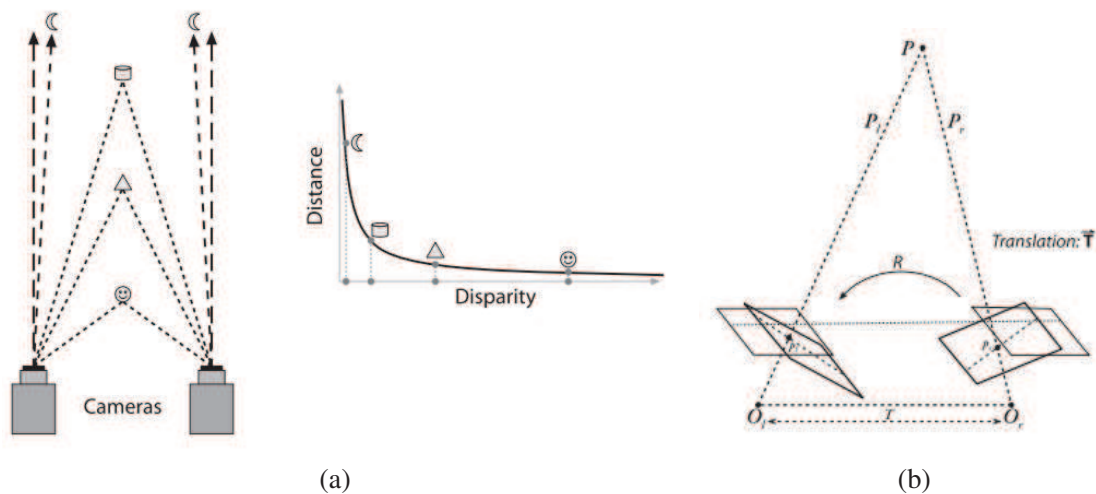 Cameras
Distance
Disparity
P
P_l
P_r
Translation: T
R
P_l
P_r
T
O_l
O_r
(a)
(b)